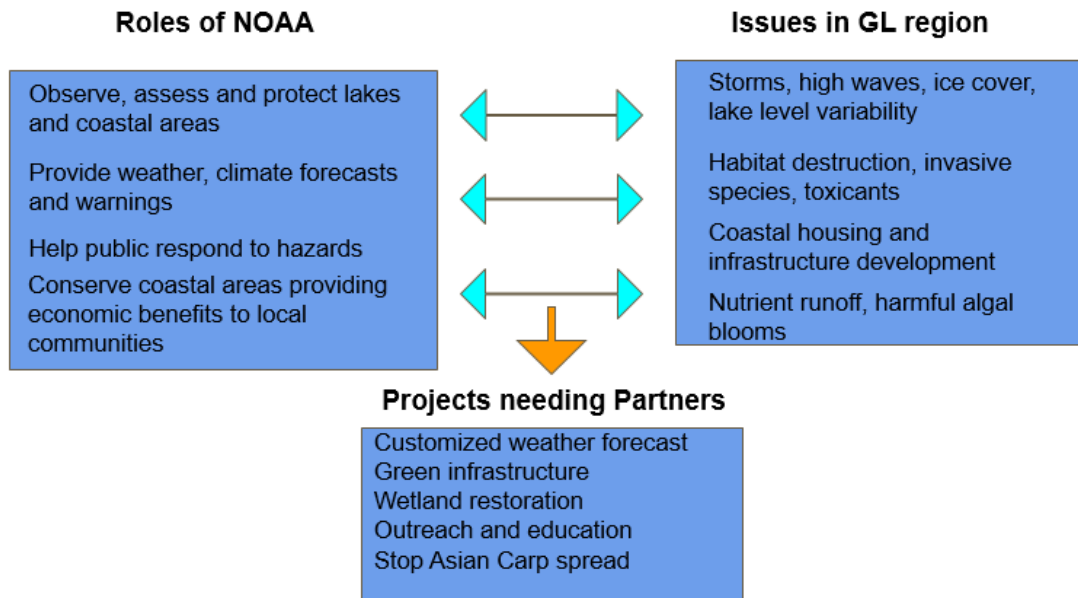 Roles of NOAA
Observe, assess and protect lakes
and coastal areas
Provide weather, climate forecasts
and warnings
Help public respond to hazards
Conserve coastal areas providing
economic benefits to local
communities
Issues in GL region
Storms, high waves, ice cover,
lake level variability
Habitat destruction, invasive
species, toxicants
Coastal housing and
infrastructure development
Nutrient runoff, harmful algal
blooms
Projects needing Partners
Customized weather forecast
Green infrastructure
Wetland restoration
Outreach and education
Stop Asian Carp spread